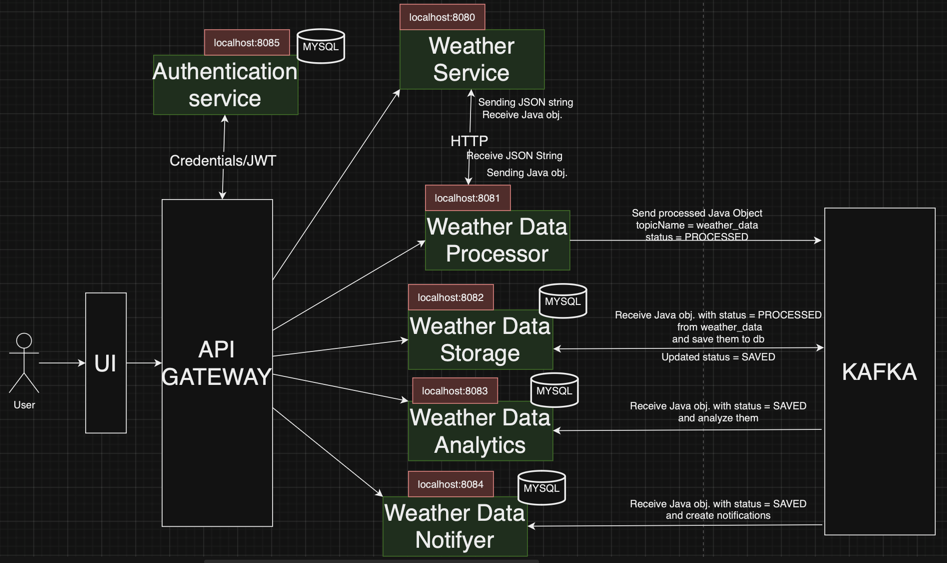 localhost:8080
Weather
Service
localhost:8085
MYSQL
Authentication
service
Sending JSON string
Receive Java obj.
HTTP
Receive JSON String
Sending Java obj.
Credentials/JWT
localhost:8081
Weather Data
Processor
Send processed Java Object
topicName = weather_data
status = PROCESSED
localhost:8082
MYSQL
Weather Data
Storage
Receive Java obj. with status = PROCESSED
from weather_data
and save them to db
Updated status = SAVED
User
UI
API
GATEWAY
KAFKA
localhost:8083
MYSQL
Weather Data
Analytics
Receive Java obj. with status = SAVED
and analyze them
localhost:8084
MYSQL
Weather Data
Notifyer
Receive Java obj. with status = SAVED
and create notifications